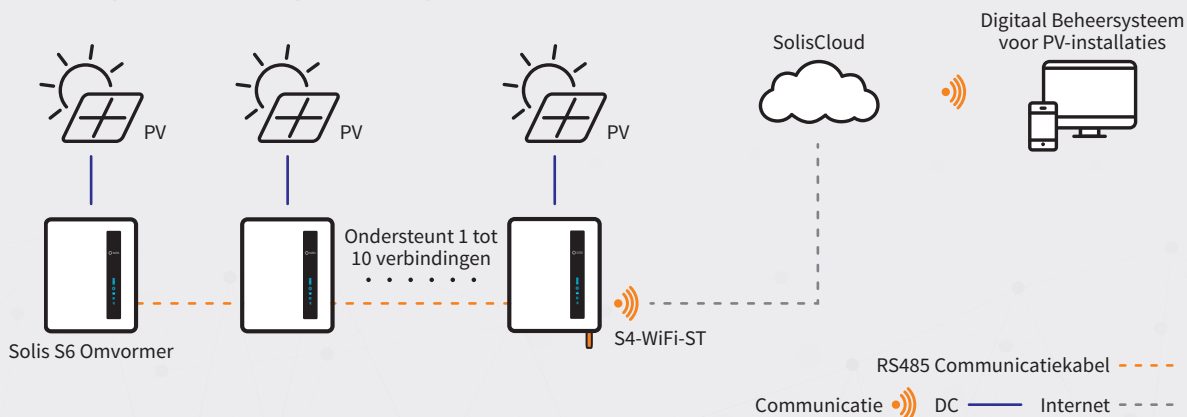 Digitaal Beheersysteem
voor PV-installaties
SolisCloud
PV
PV
PV
Ondersteunt 1 tot
10 verbindingen
Solis S6 Omvormer
S4-WiFi-ST
RS485 Communicatiekabel
Communicatie
DC
Internet